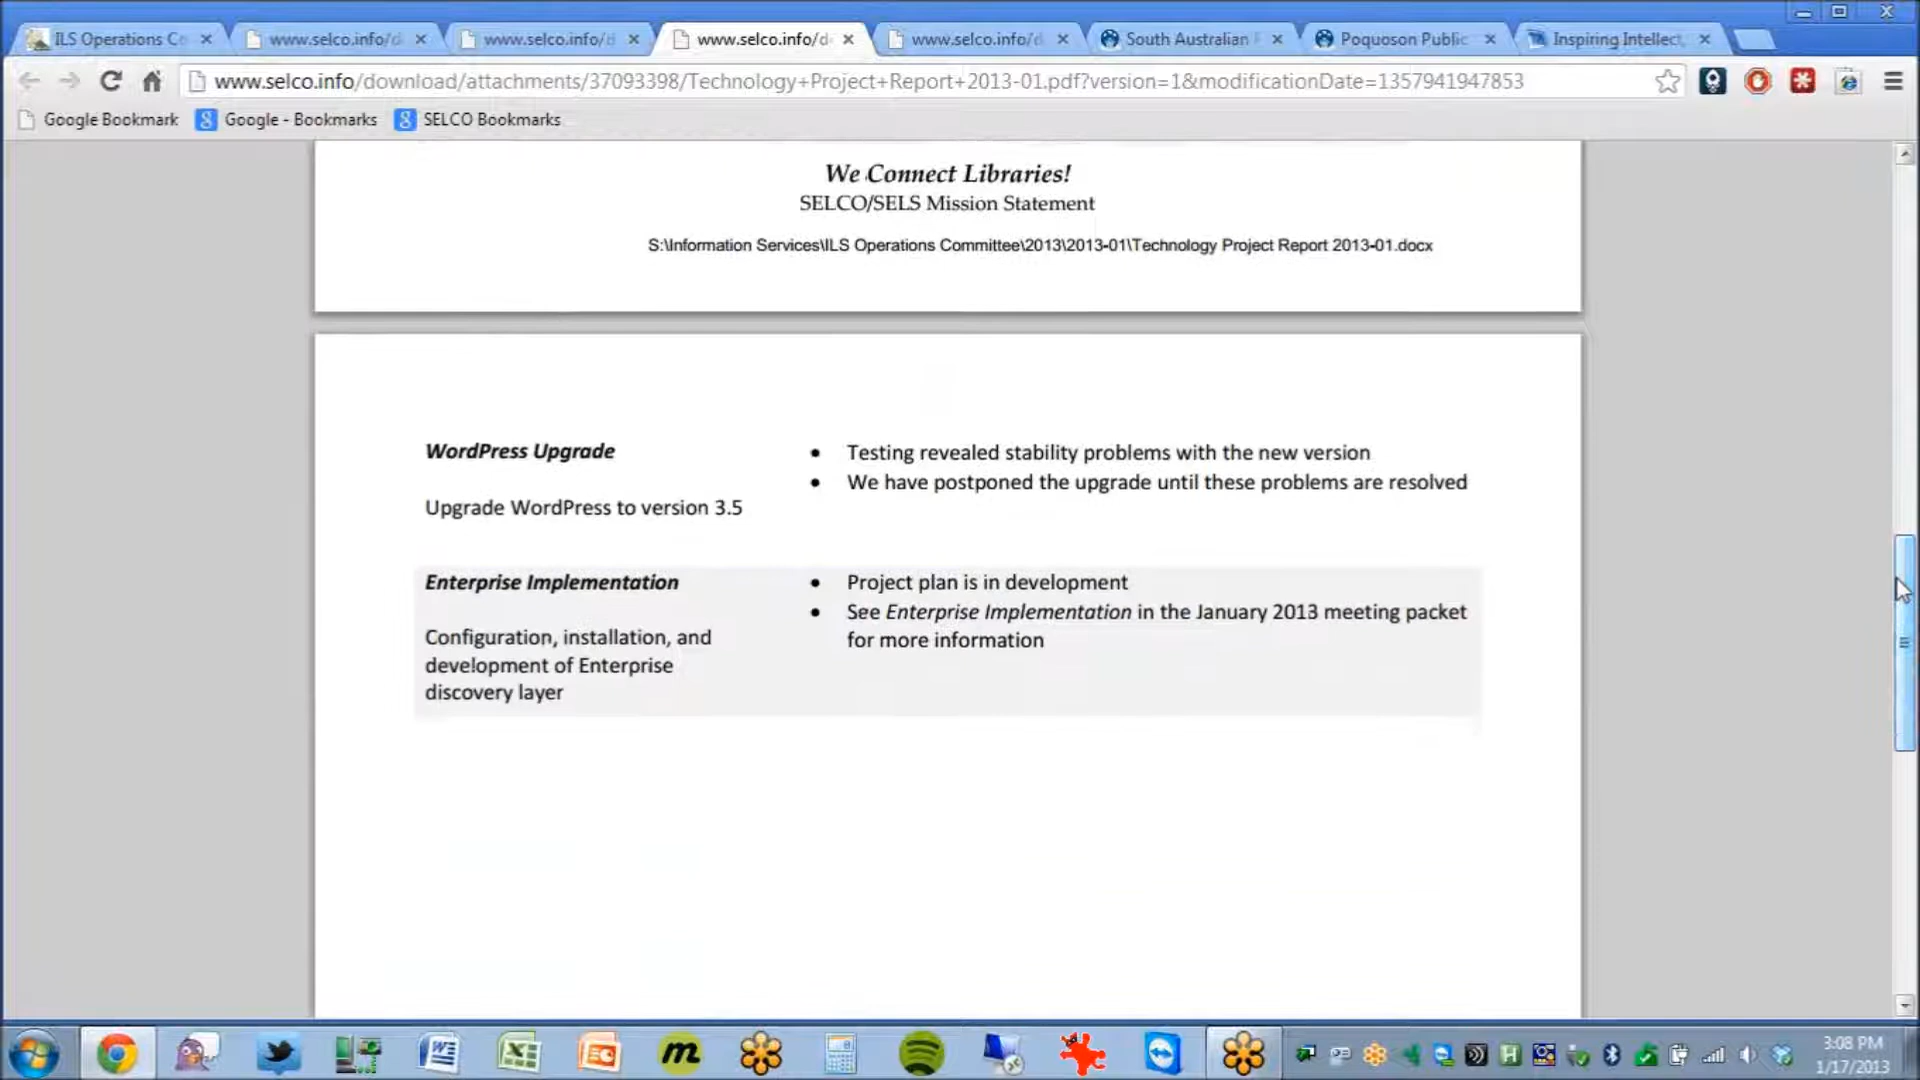 ILS Operations Co
www.selco.info/d
www.selco.info/d
www.selco.info/d
www.selco.info/d
South Australian
Poquoson Public
Inspiring Intellect
www.selco.info/download/attachments/37093398/Technology+Project+Report+2013-01.pdf?version=1&modificationDate=1357941947853
Google Bookmark
Google - Bookmarks
SELCO Bookmarks
We Connect Libraries!
SELCO/SELS Mission Statement
S:\Information Services\ILS Operations Committee\2013\2013-01\Technology Project Report 2013-01.docx
WordPress Upgrade
Upgrade WordPress to version 3.5
• Testing revealed stability problems with the new version
• We have postponed the upgrade until these problems are resolved
Enterprise Implementation
Configuration, installation, and
development of Enterprise
discovery layer
• Project plan is in development
• See Enterprise Implementation in the January 2013 meeting packet
for more information
3:08 PM
1/17/2013